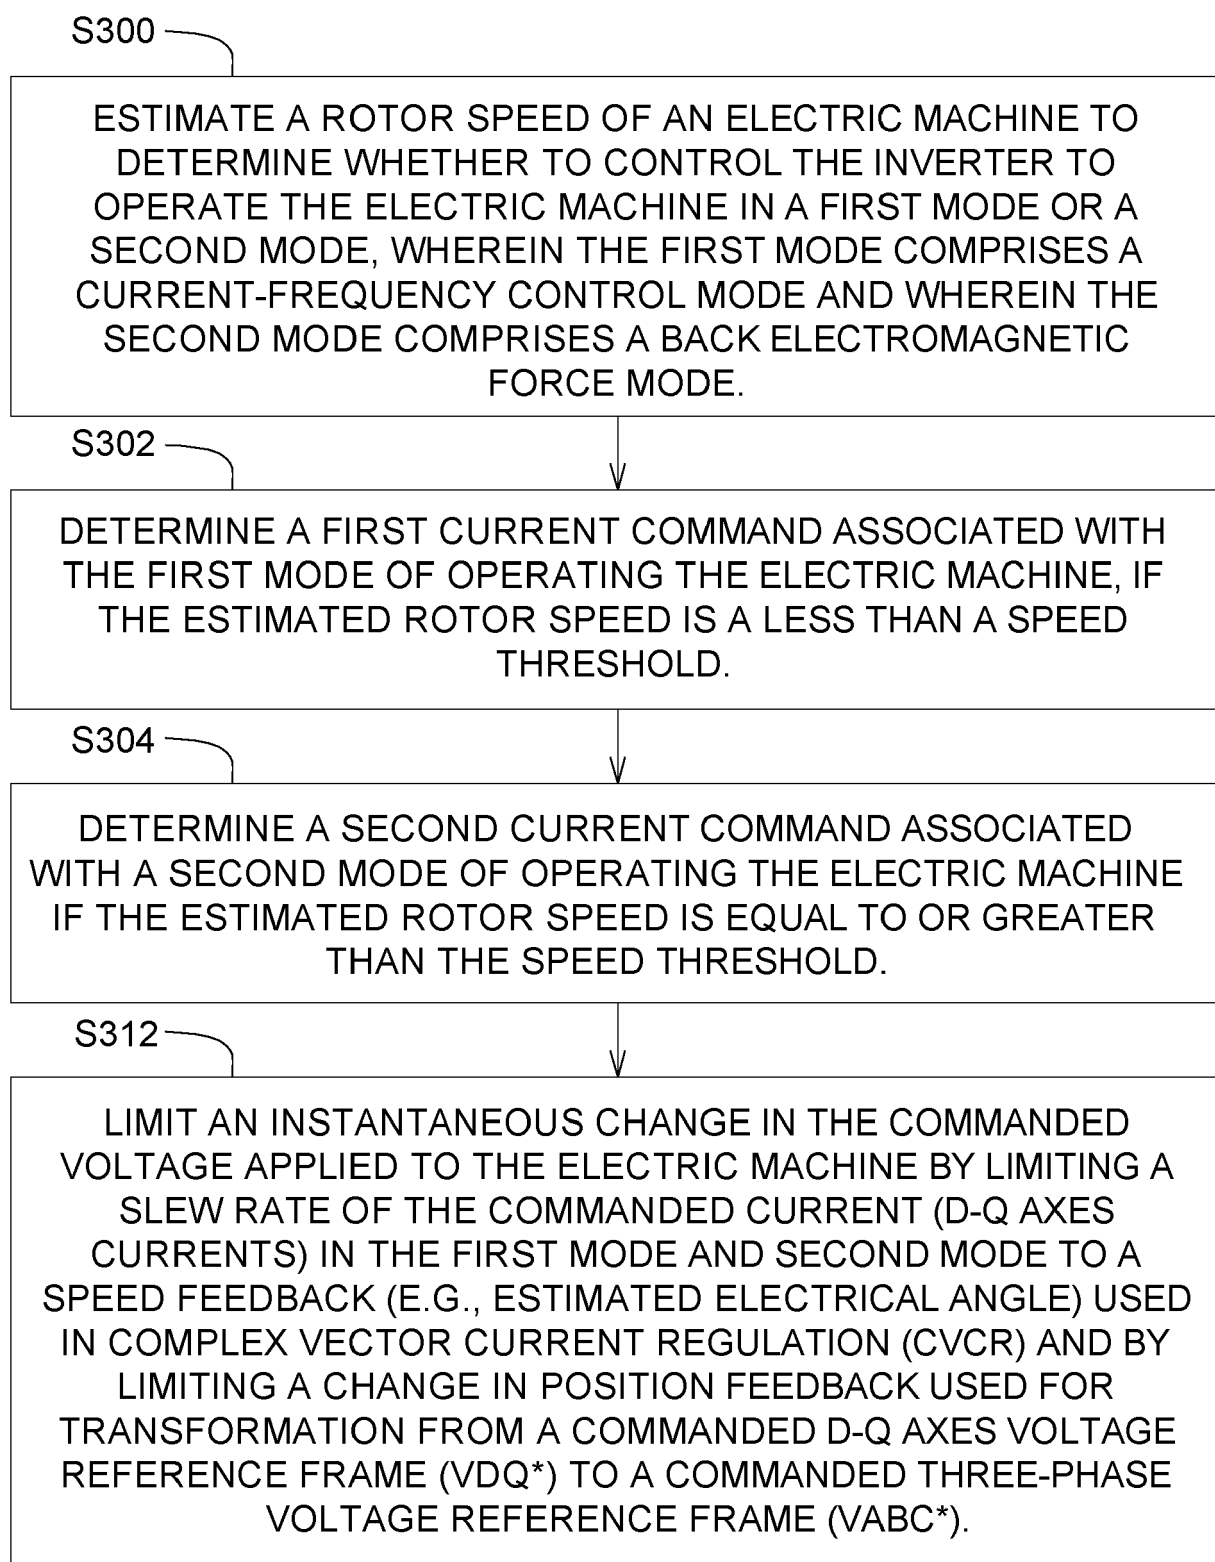 S300
ESTIMATE A ROTOR SPEED OF AN ELECTRIC MACHINE TO
DETERMINE WHETHER TO CONTROL THE INVERTER TO
OPERATE THE ELECTRIC MACHINE IN A FIRST MODE OR A
SECOND MODE, WHEREIN THE FIRST MODE COMPRISES A
CURRENT-FREQUENCY CONTROL MODE AND WHEREIN THE
SECOND MODE COMPRISES A BACK ELECTROMAGNETIC
FORCE MODE.
S302
DETERMINE A FIRST CURRENT COMMAND ASSOCIATED WITH
THE FIRST MODE OF OPERATING THE ELECTRIC MACHINE, IF
THE ESTIMATED ROTOR SPEED IS A LESS THAN A SPEED
THRESHOLD.
S304
DETERMINE A SECOND CURRENT COMMAND ASSOCIATED
WITH A SECOND MODE OF OPERATING THE ELECTRIC MACHINE
IF THE ESTIMATED ROTOR SPEED IS EQUAL TO OR GREATER
THAN THE SPEED THRESHOLD.
S312
LIMIT AN INSTANTANEOUS CHANGE IN THE COMMANDED
VOLTAGE APPLIED TO THE ELECTRIC MACHINE BY LIMITING A
SLEW RATE OF THE COMMANDED CURRENT (D-Q AXES
CURRENTS) IN THE FIRST MODE AND SECOND MODE TO A
SPEED FEEDBACK (E.G., ESTIMATED ELECTRICAL ANGLE) USED
IN COMPLEX VECTOR CURRENT REGULATION (CVCR) AND BY
LIMITING A CHANGE IN POSITION FEEDBACK USED FOR
TRANSFORMATION FROM A COMMANDED D-Q AXES VOLTAGE
REFERENCE FRAME (VDQ*) TO A COMMANDED THREE-PHASE
VOLTAGE REFERENCE FRAME (VABC*).